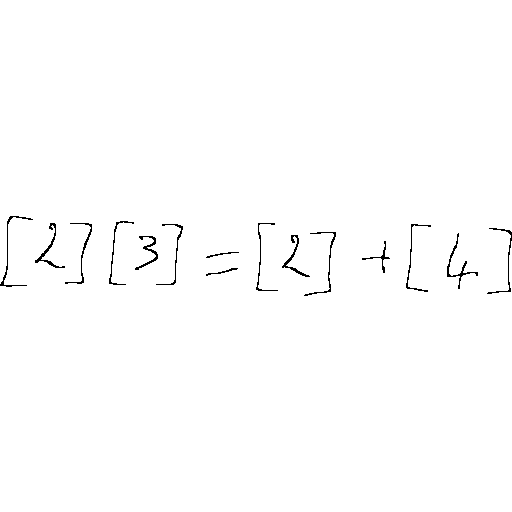 [2][3] = [2] + [4]